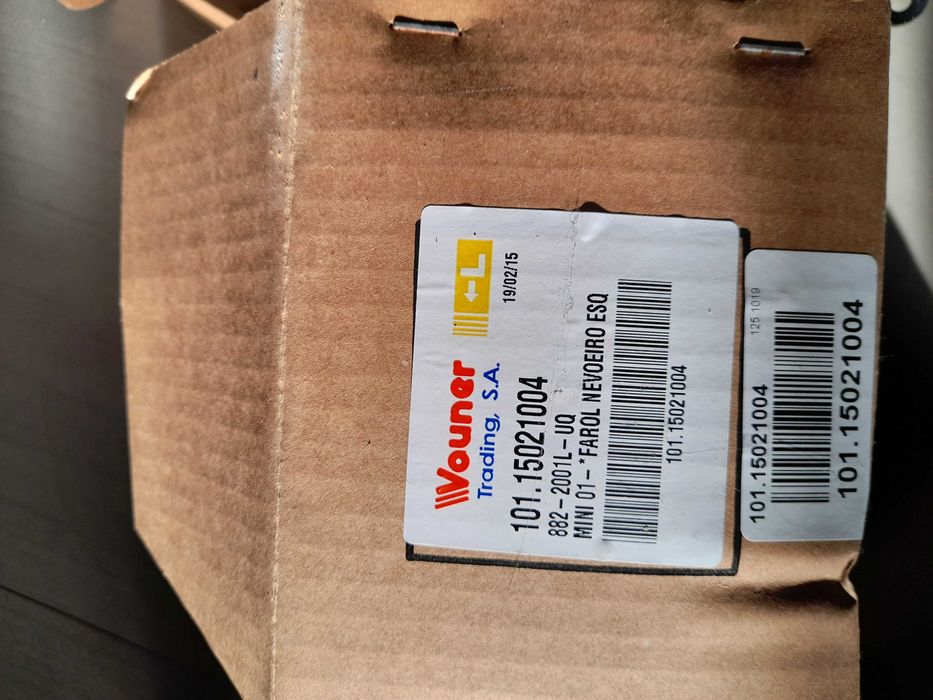 Vouner
Trading, S.A.
← L
19/02/15
101.15021004
882-2001L-UQ
MINI 01- *FAROL NEVOEIRO ESQ
101.15021004
125 1019
101.15021004
101.15021004